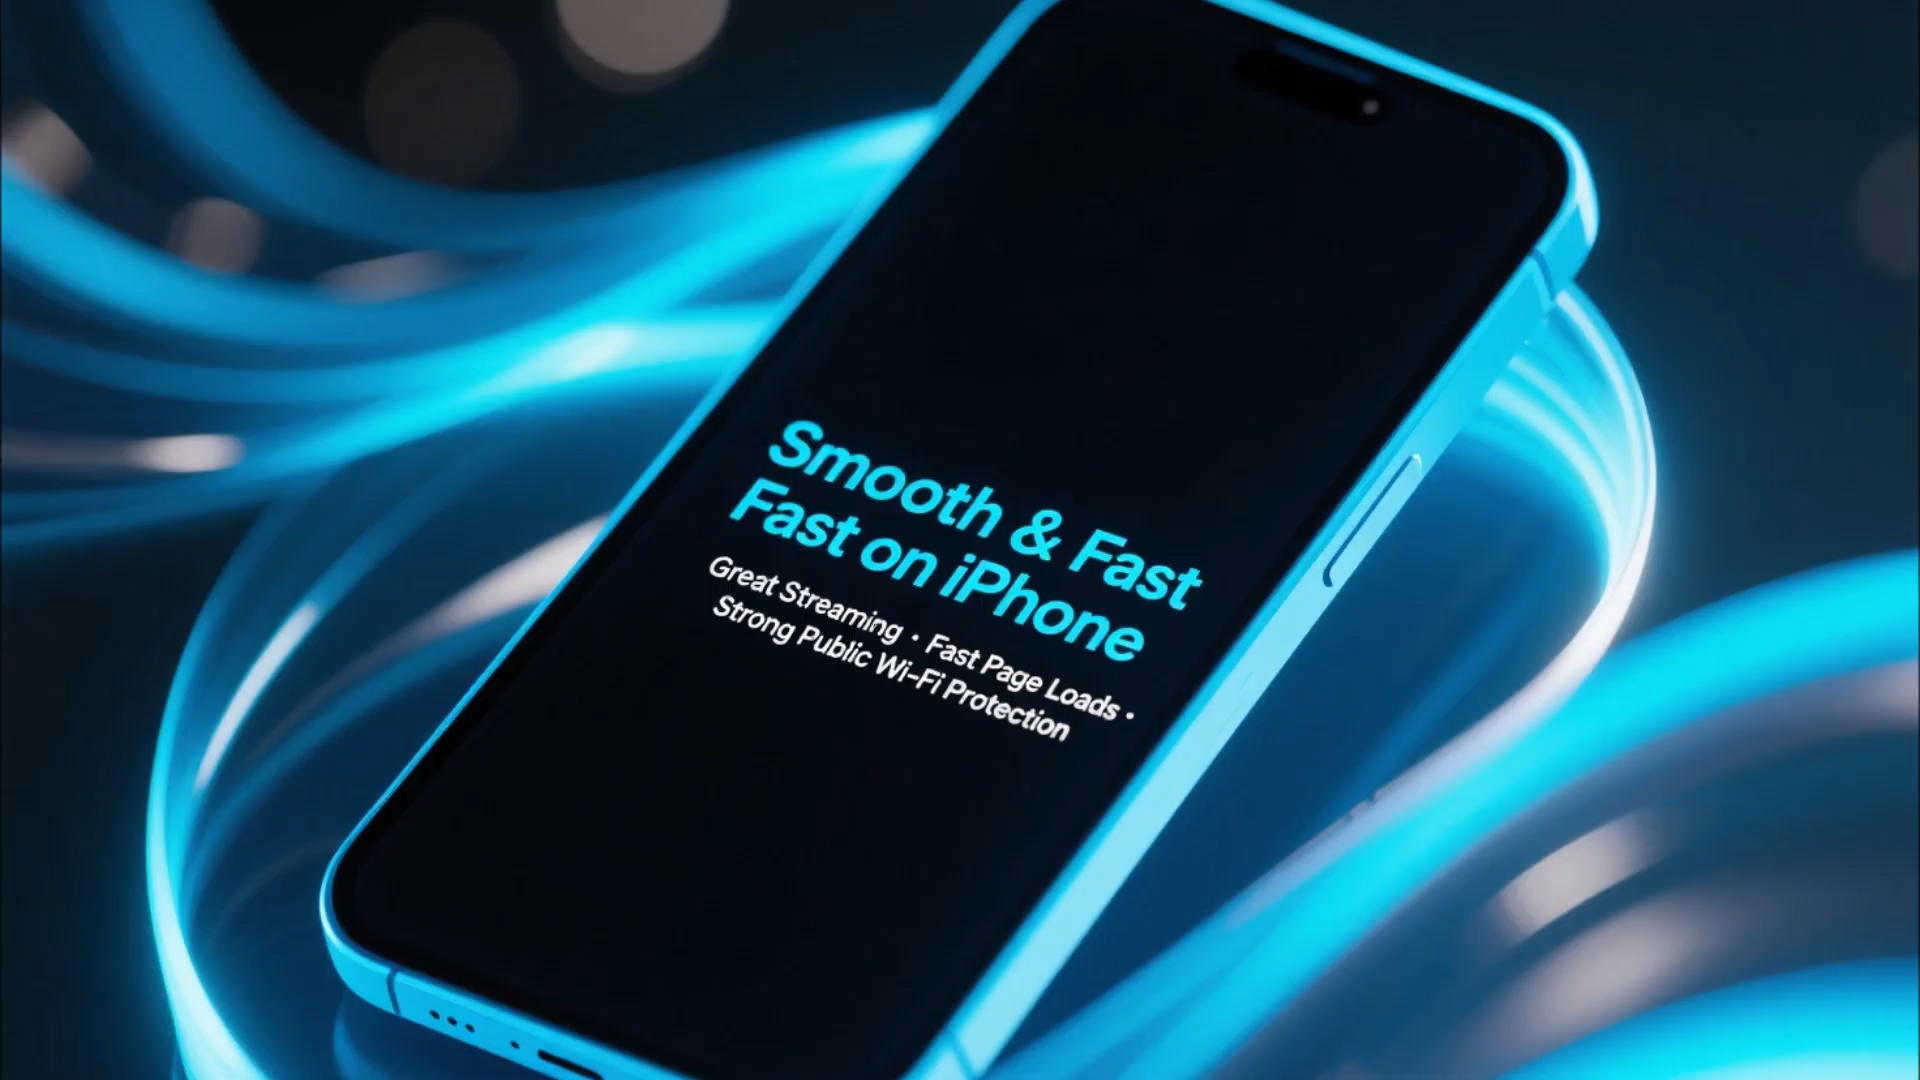 Smooth & Fast
Fast on iPhone
Great Streaming • Fast Page Loads •
Strong Public Wi-Fi Protection